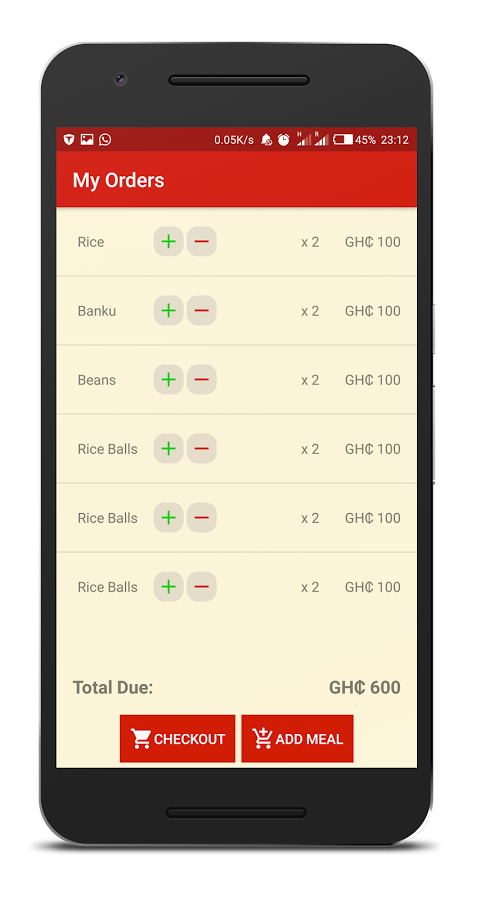 0.05K/s H R 45% 23:12
My Orders
Rice x 2 GH₵ 100
Banku x 2 GH₵ 100
Beans x 2 GH₵ 100
Rice Balls x 2 GH₵ 100
Rice Balls x 2 GH₵ 100
Rice Balls x 2 GH₵ 100
Total Due: GH₵ 600
CHECKOUT ADD MEAL